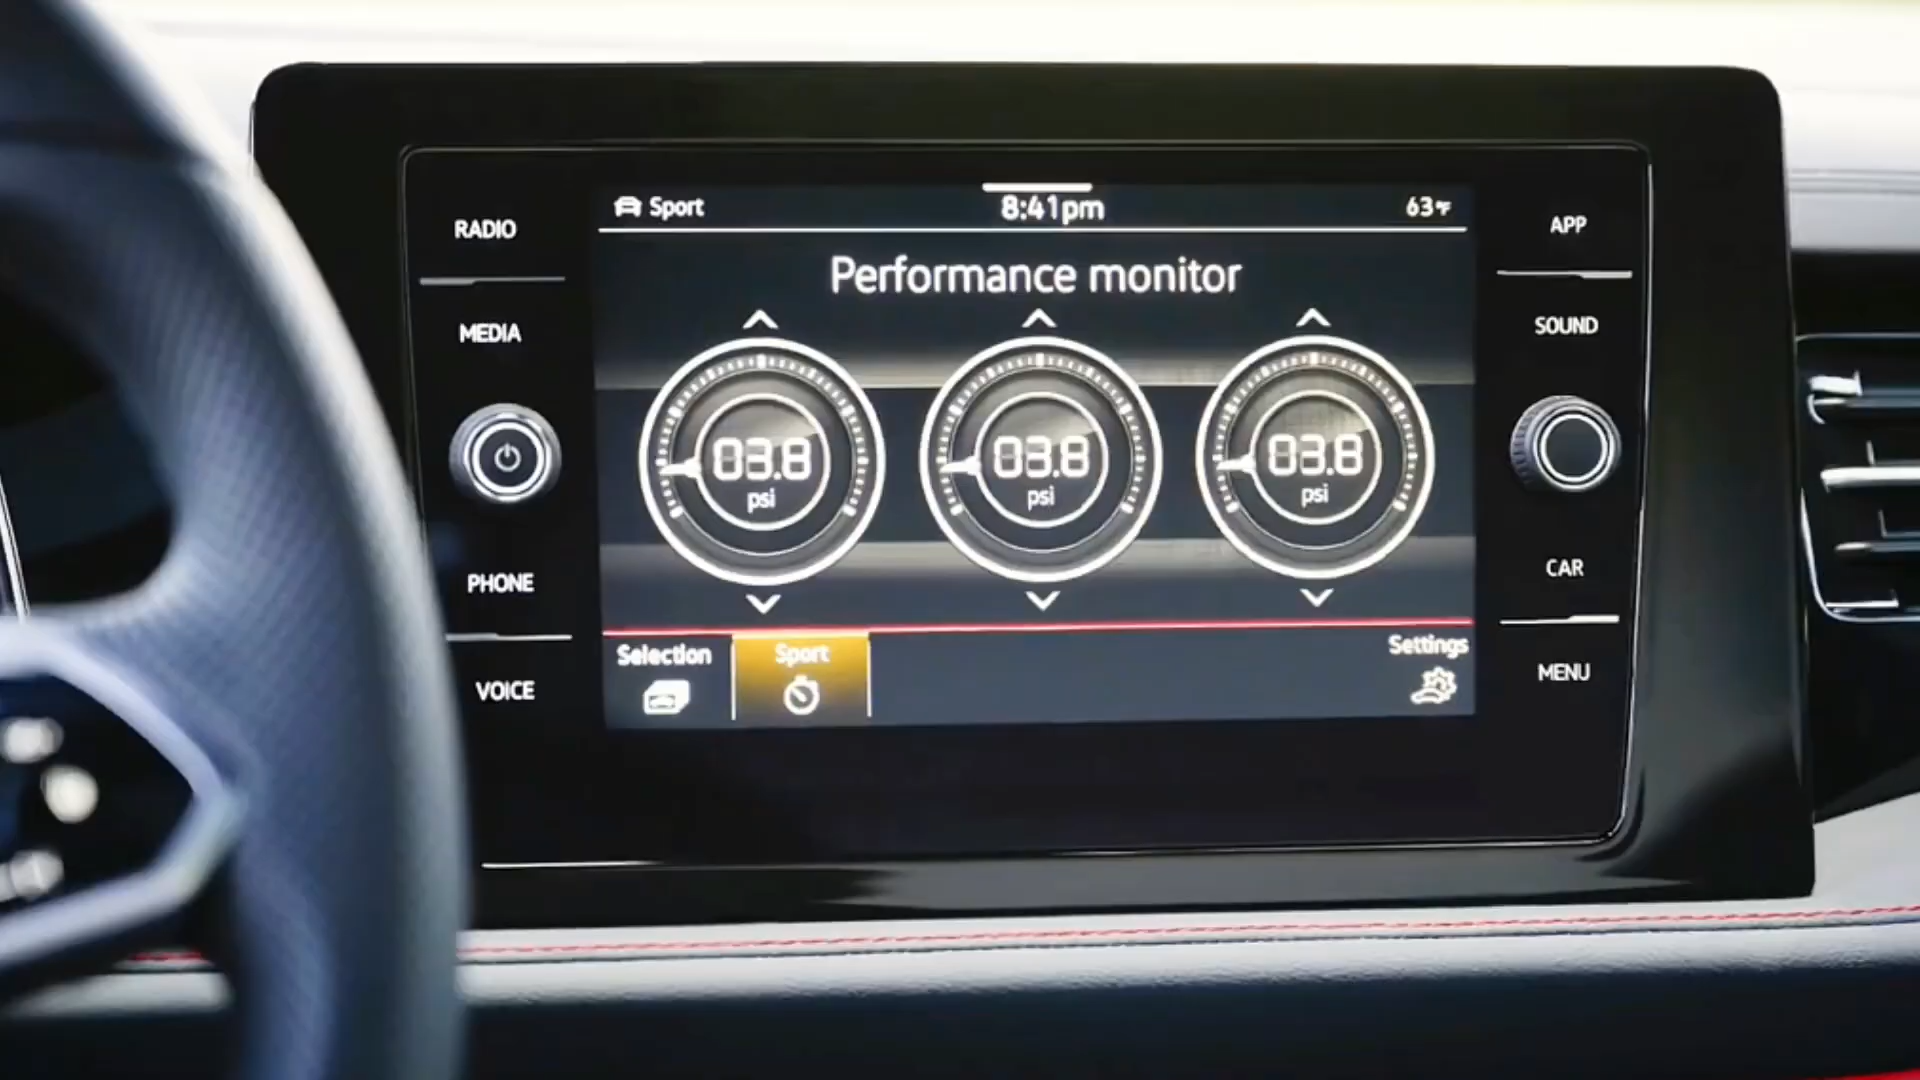 RADIO
MEDIA
PHONE
VOICE
Sport
8:41pm
63°F
Performance monitor
03.8
psi
03.8
psi
03.8
psi
Selection
Sport
Settings
APP
SOUND
CAR
MENU